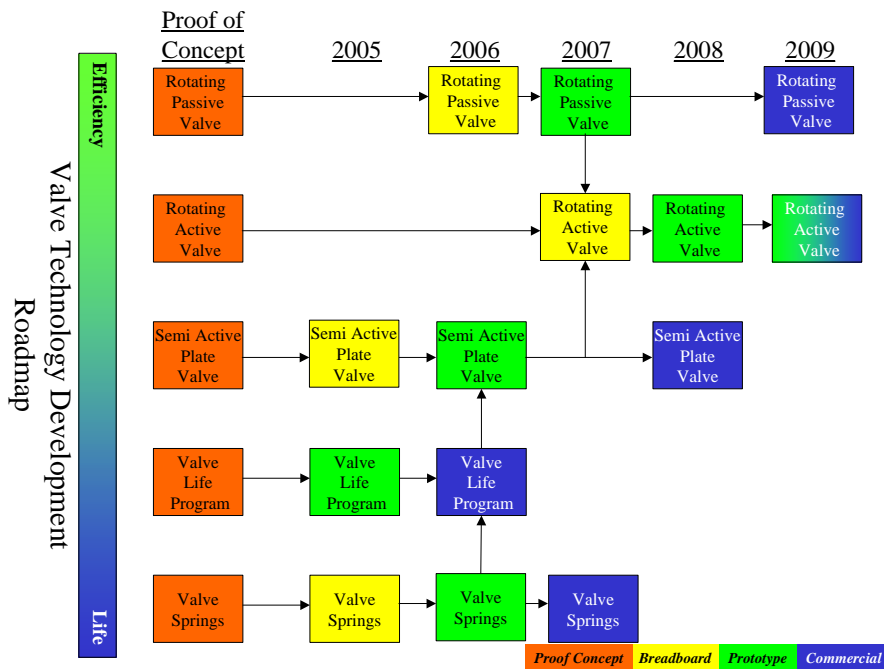 Proof of
Concept
2005
2006
2007
2008
2009
Efficiency
Life
Valve Technology Development
Roadmap
Rotating
Passive
Valve
Rotating
Passive
Valve
Rotating
Passive
Valve
Rotating
Passive
Valve
Rotating
Active
Valve
Rotating
Active
Valve
Rotating
Active
Valve
Rotating
Active
Valve
Semi Active
Plate
Valve
Semi Active
Plate
Valve
Semi Active
Plate
Valve
Semi Active
Plate
Valve
Valve
Life
Program
Valve
Life
Program
Valve
Life
Program
Valve
Springs
Valve
Springs
Valve
Springs
Valve
Springs
Proof Concept
Breadboard
Prototype
Commercial